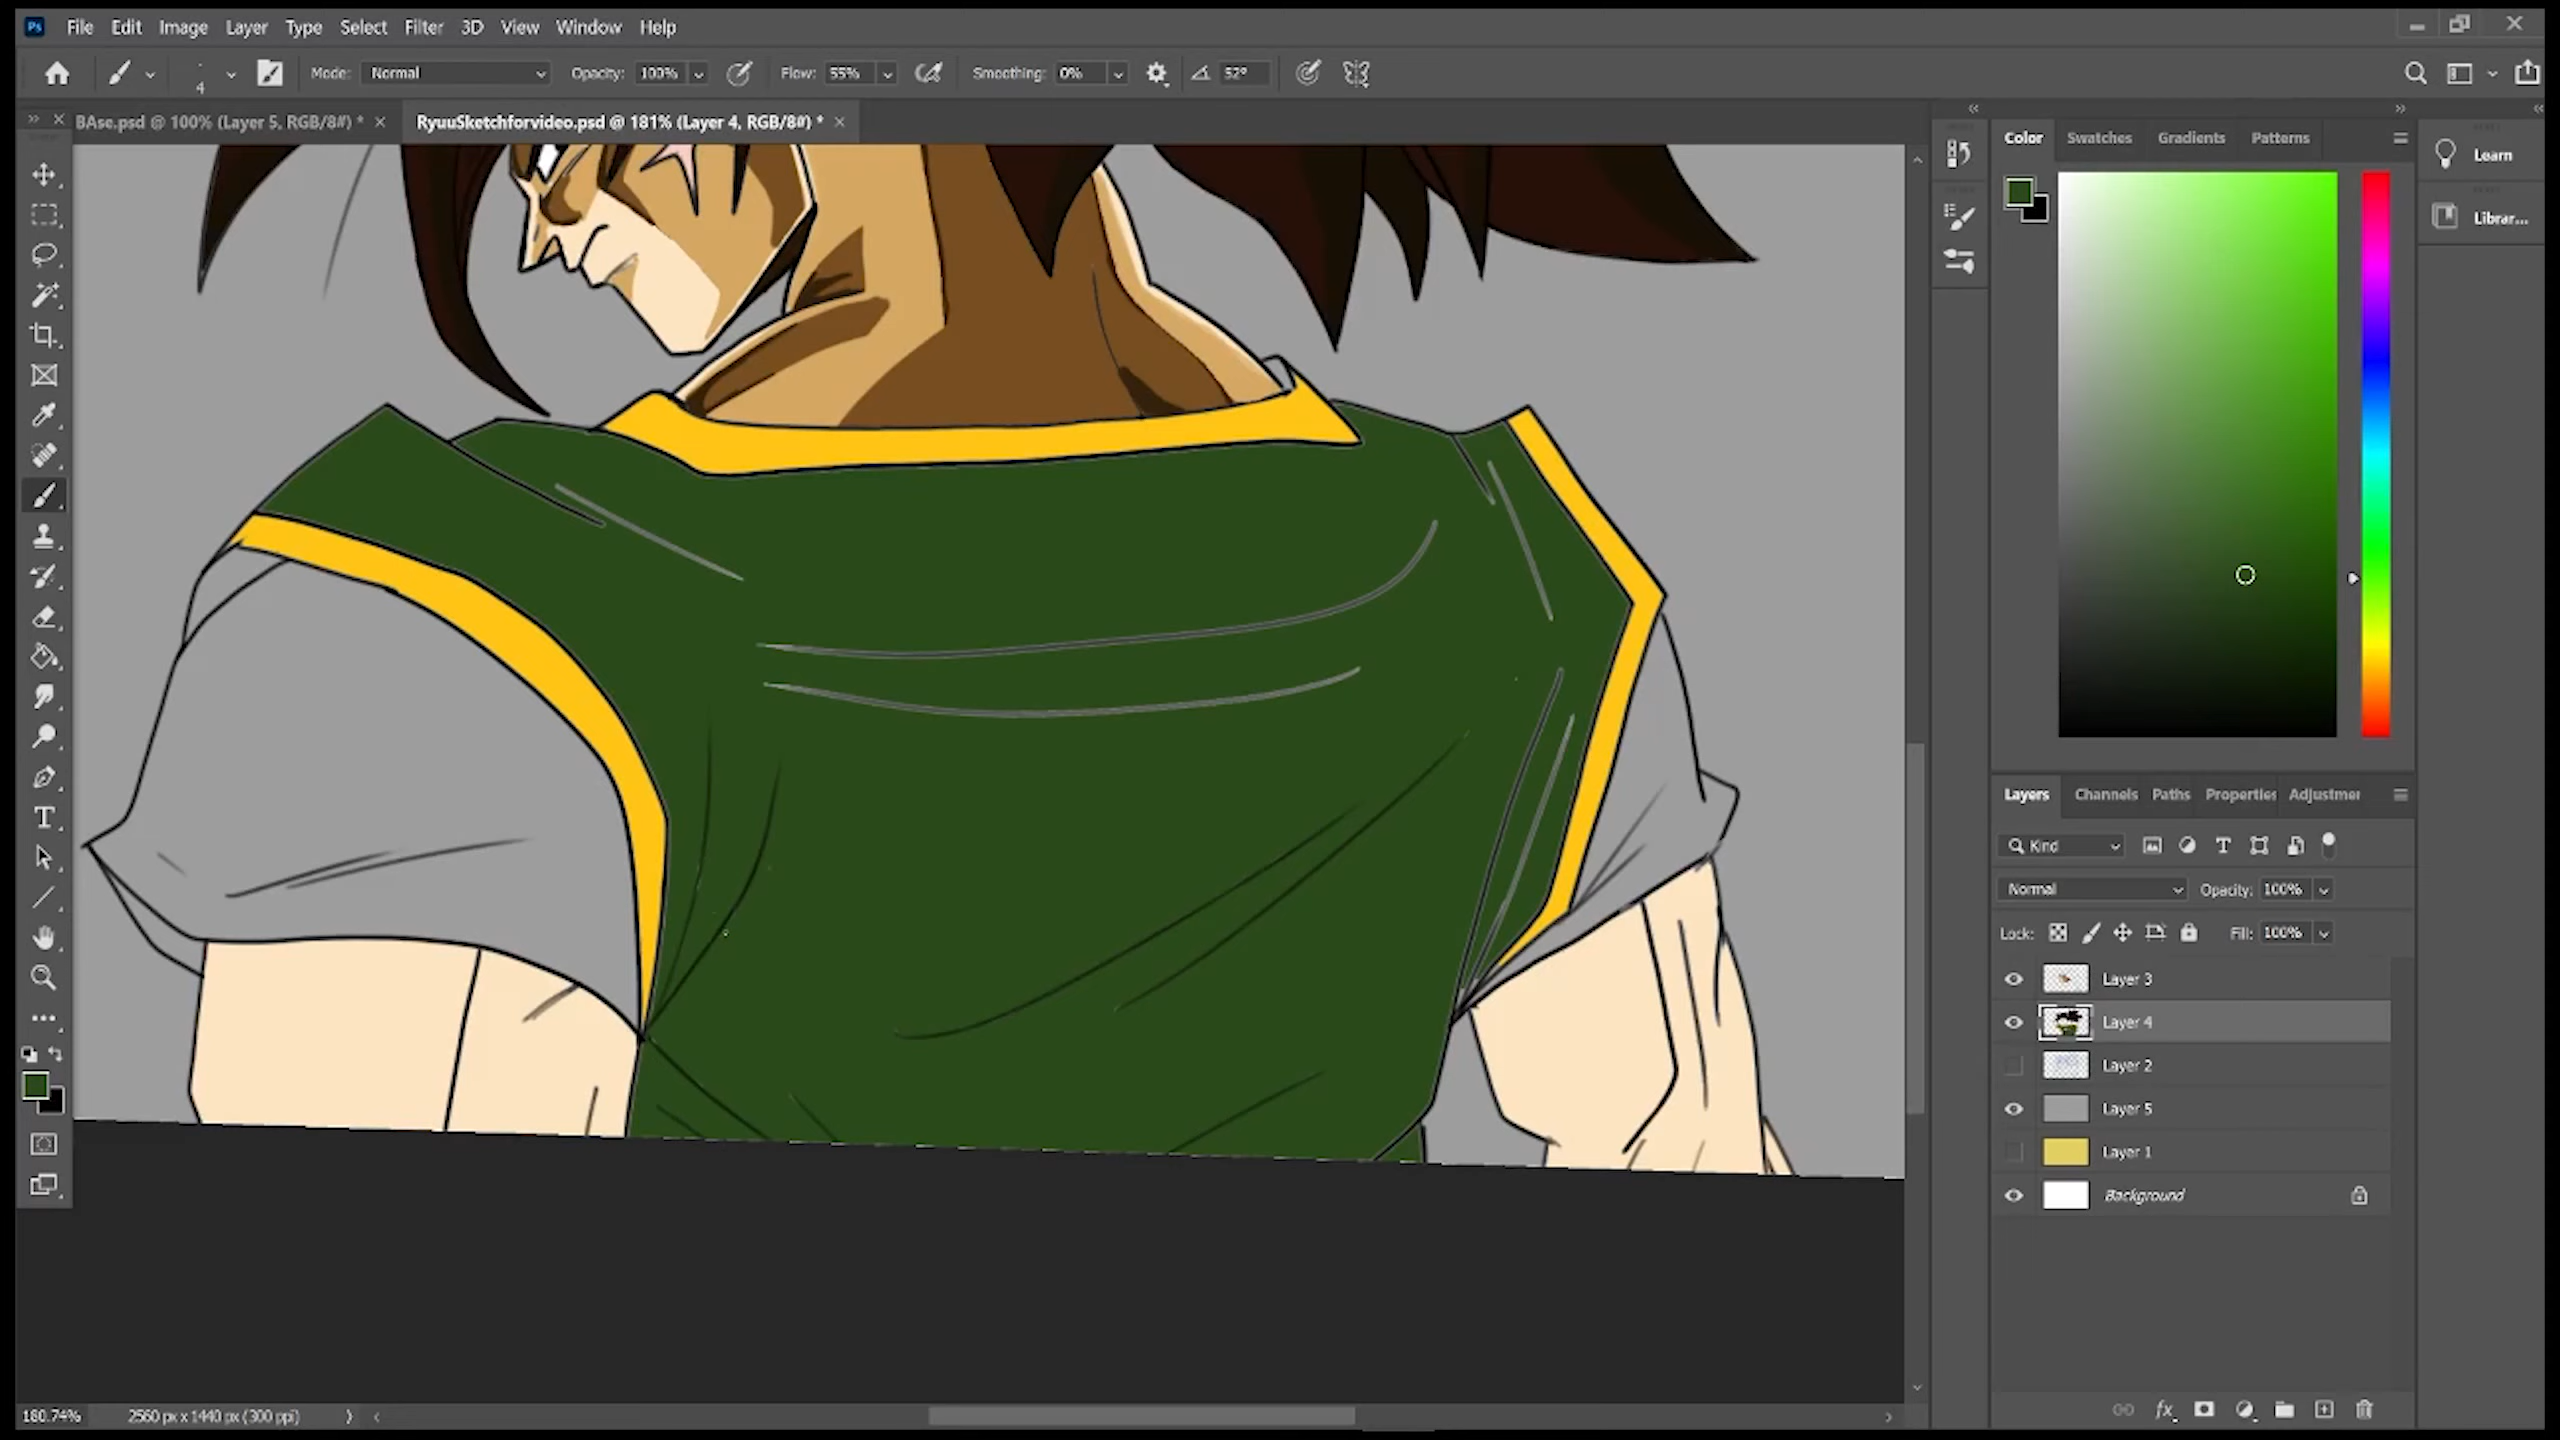 Ps File Edit Image Layer Type Select Filter 3D View Window Help
4 Mode: Normal Opacity: 100% Flow: 55% Smoothing: 0% 52°
BAse.psd @ 100% (Layer 5, RGB/8#) * RyuuSketchforvideo.psd @ 181% (Layer 4, RGB/8#) *
Color Swatches Gradients Patterns
Learn
Librar...
Layers Channels Paths Properties Adjustmer
Kind
Normal Opacity: 100%
Lock: Fill: 100%
Layer 3
Layer 4
Layer 2
Layer 5
Layer 1
Background
180.74% 2560 px x 1440 px (300 ppi)